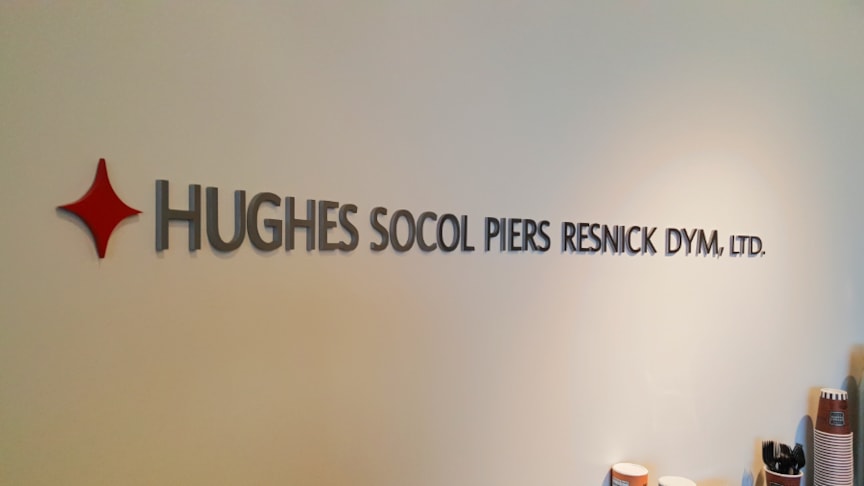 HUGHES SOCOL PIERS RESNICK DYM, LTD.